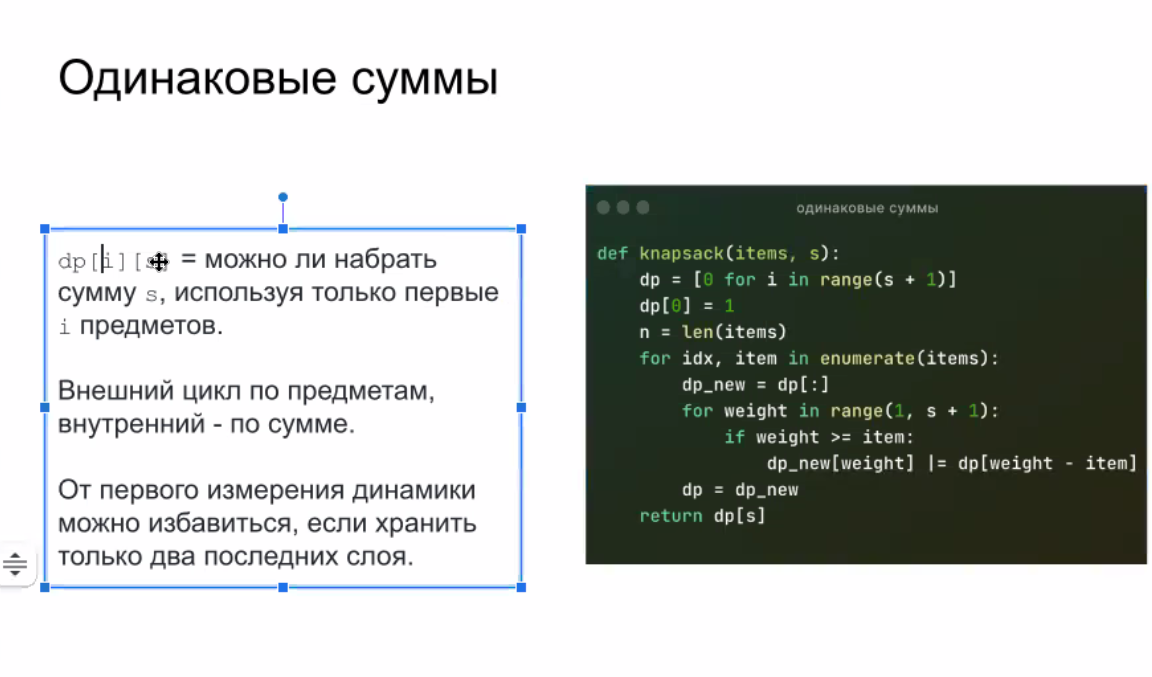 Одинаковые суммы
dp[i][s] = можно ли набрать
сумму s, используя только первые
i предметов.
Внешний цикл по предметам,
внутренний - по сумме.
От первого измерения динамики
можно избавиться, если хранить
только два последних слоя.
одинаковые суммы
def knapsack(items, s):
    dp = [0 for i in range(s + 1)]
    dp[0] = 1
    n = len(items)
    for idx, item in enumerate(items):
        dp_new = dp[:]
        for weight in range(1, s + 1):
            if weight >= item:
                dp_new[weight] |= dp[weight - item]
        dp = dp_new
    return dp[s]